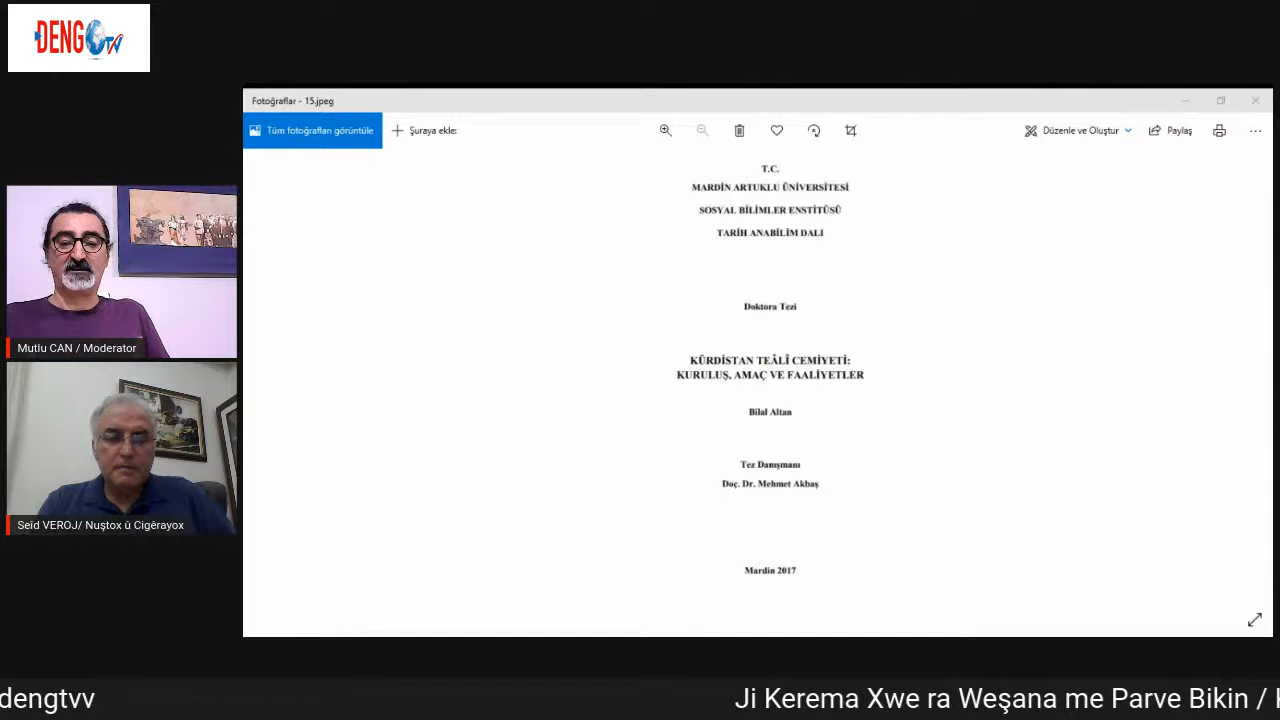 DENG TV
Fotoğraflar - 15.jpeg
Tüm fotoğrafları görüntüle
Şuraya ekle:
Düzenle ve Oluştur
Paylaş
T.C.
MARDİN ARTUKLU ÜNİVERSİTESİ
SOSYAL BİLİMLER ENSTİTÜSÜ
TARİH ANABİLİM DALI
Doktora Tezi
KÜRDİSTAN TEÂLÎ CEMİYETİ:
KURULUŞ, AMAÇ VE FAALİYETLER
Bilal Altan
Tez Danışmanı
Doç. Dr. Mehmet Akbaş
Mardin 2017
Mutlu CAN / Moderator
Seîd VEROJ/ Nuştox û Cigêrayox
dengtvv
Ji Kerema Xwe ra Weşana me Parve Bikin /